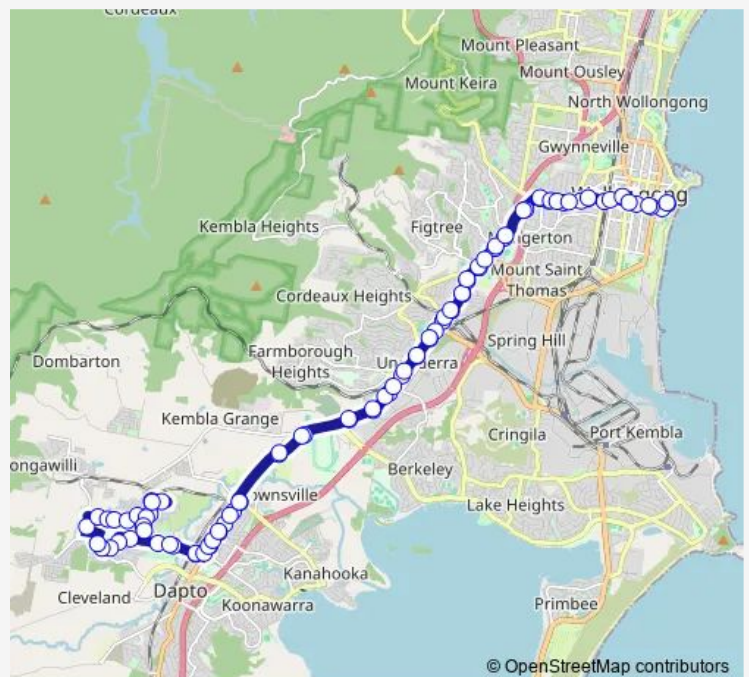 Cordeaux
Mount Pleasant
Mount Ousley
Mount Keira
North Wollongong
Gwynneville
Kembla Heights
Figtree
Mount Saint
Thomas
Cordeaux Heights
Spring Hill
Dombarton
Farmborough
Heights
Kembla Grange
Cringila
Port Kembla
Berkeley
Lake Heights
Kanahooka
Cleveland
Dapto
Koonawarra
Primbee
© OpenStreetMap contributors